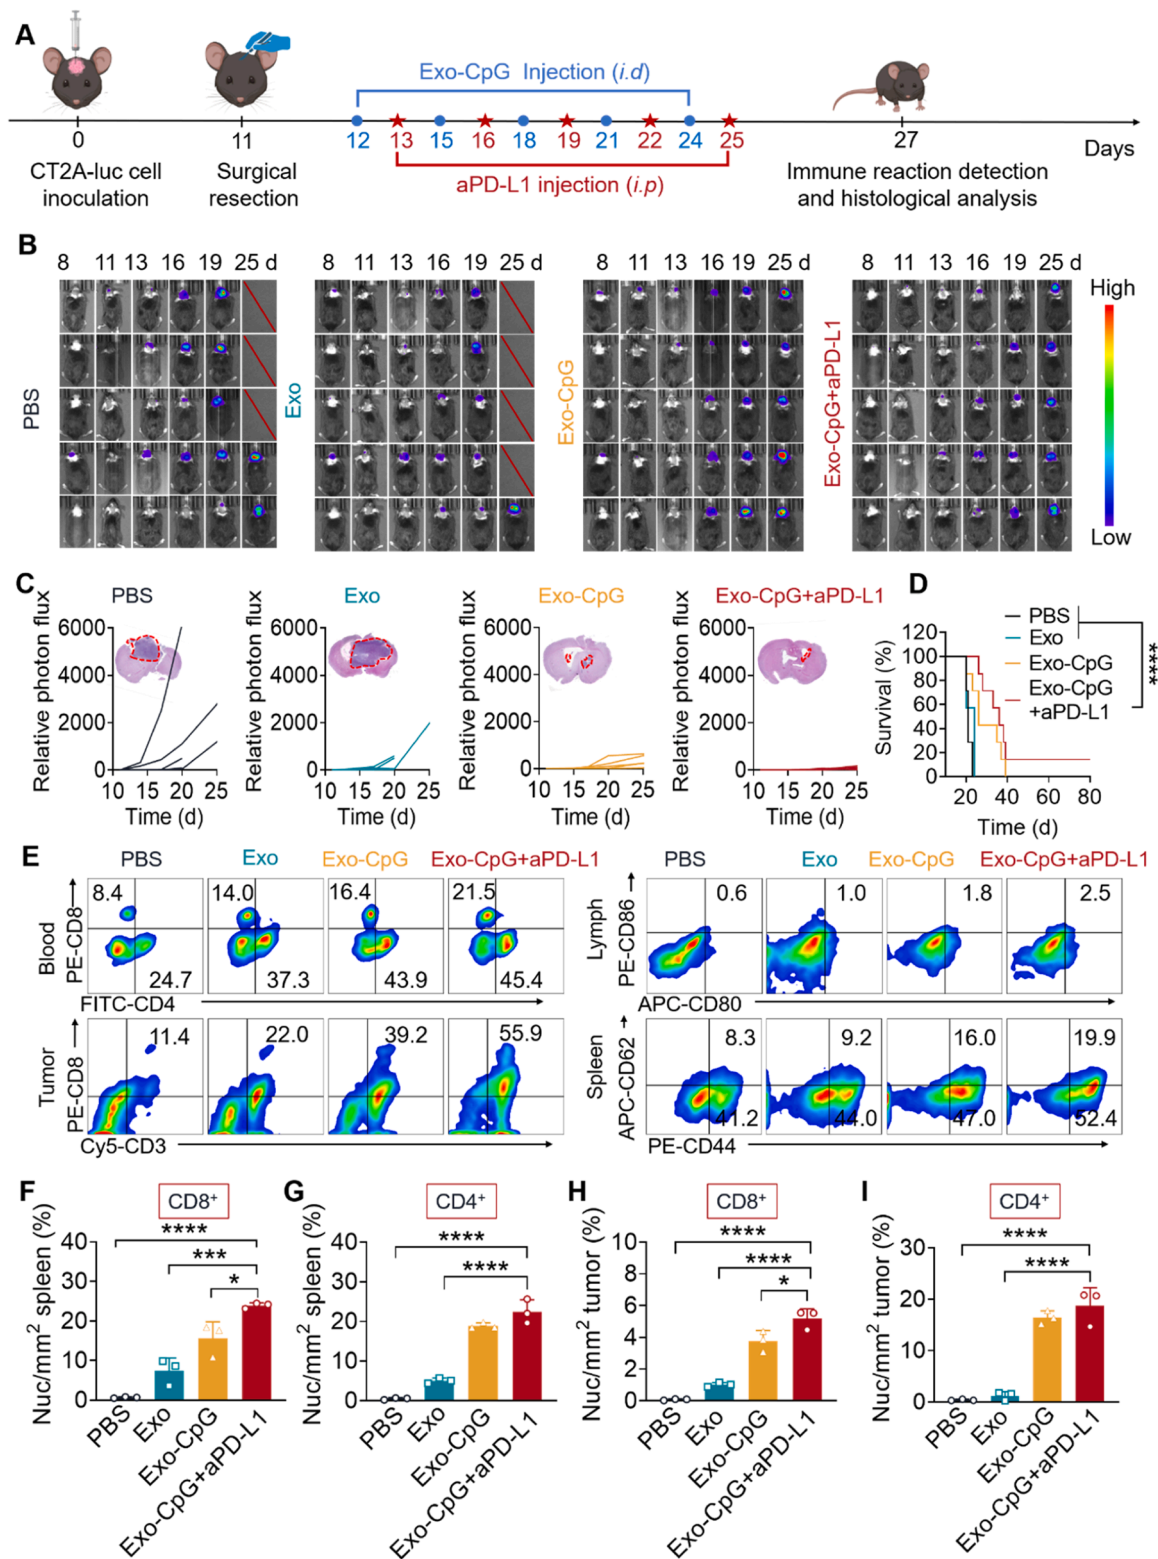 A
Exo-CpG Injection (i.d)
0
11
12
13
15
16
18
19
21
22
24
25
27
Days
CT2A-luc cell
inoculation
Surgical
resection
aPD-L1 injection (i.p)
Immune reaction detection
and histological analysis
B
8 11 13 16 19 25 d
8 11 13 16 19 25 d
8 11 13 16 19 25 d
8 11 13 16 19 25 d
PBS
Exo
Exo-CpG
Exo-CpG+aPD-L1
High
Low
C
PBS
Relative photon flux
6000
4000
2000
0
10 15 20 25
Time (d)
Exo
Relative photon flux
6000
4000
2000
0
10 15 20 25
Time (d)
Exo-CpG
Relative photon flux
6000
4000
2000
0
10 15 20 25
Time (d)
Exo-CpG+aPD-L1
Relative photon flux
6000
4000
2000
0
10 15 20 25
Time (d)
D
PBS
Exo
Exo-CpG
Exo-CpG
+aPD-L1
****
Survival (%)
120
100
80
60
40
20
0
20 40 60 80
Time (d)
E
PBS Exo Exo-CpG Exo-CpG+aPD-L1
Blood
PE-CD8
8.4 14.0 16.4 21.5
24.7 37.3 43.9 45.4
FITC-CD4
Tumor
PE-CD8
11.4 22.0 39.2 55.9
Cy5-CD3
PBS Exo Exo-CpG Exo-CpG+aPD-L1
Lymph
PE-CD86
0.6 1.0 1.8 2.5
APC-CD80
Spleen
APC-CD62
8.3 9.2 16.0 19.9
41.2 44.0 47.0 52.4
PE-CD44
F
CD8+
Nuc/mm2 spleen (%)
40
30
20
10
0
****
***
*
PBS
Exo
Exo-CpG
Exo-CpG+aPD-L1
G
CD4+
Nuc/mm2 spleen (%)
40
30
20
10
0
****
****
PBS
Exo
Exo-CpG
Exo-CpG+aPD-L1
H
CD8+
Nuc/mm2 tumor (%)
10
8
6
4
2
0
****
****
*
PBS
Exo
Exo-CpG
Exo-CpG+aPD-L1
I
CD4+
Nuc/mm2 tumor (%)
30
20
10
0
****
****
PBS
Exo
Exo-CpG
Exo-CpG+aPD-L1